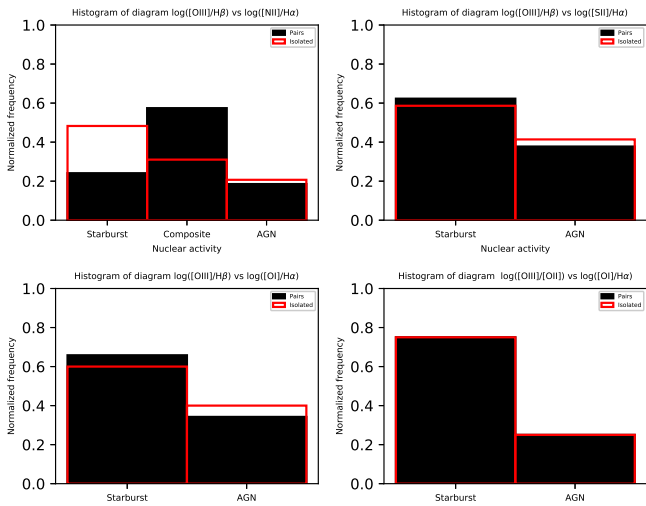 Histogram of diagram log([OIII]/Hβ) vs log([NII]/Hα)
1.0
0.8
0.6
0.4
0.2
0.0
Normalized frequency
Pairs
Isolated
Starburst Composite AGN
Nuclear activity
Histogram of diagram log([OIII]/Hβ) vs log([SII]/Hα)
1.0
0.8
0.6
0.4
0.2
0.0
Normalized frequency
Pairs
Isolated
Starburst AGN
Nuclear activity
Histogram of diagram log([OIII]/Hβ) vs log([OI]/Hα)
1.0
0.8
0.6
0.4
0.2
0.0
Normalized frequency
Pairs
Isolated
Starburst AGN
Histogram of diagram log([OIII]/[OII]) vs log([OI]/Hα)
1.0
0.8
0.6
0.4
0.2
0.0
Normalized frequency
Pairs
Isolated
Starburst AGN